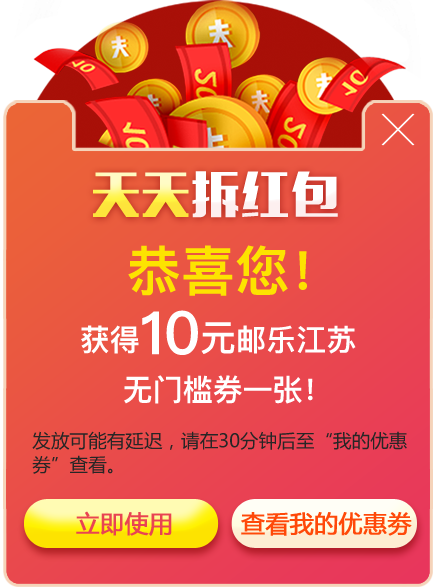 天天拆红包
恭喜您!
获得10元邮乐江苏
无门槛券一张!
发放可能有延迟，请在30分钟后至“我的优惠
券”查看。
立即使用
查看我的优惠券